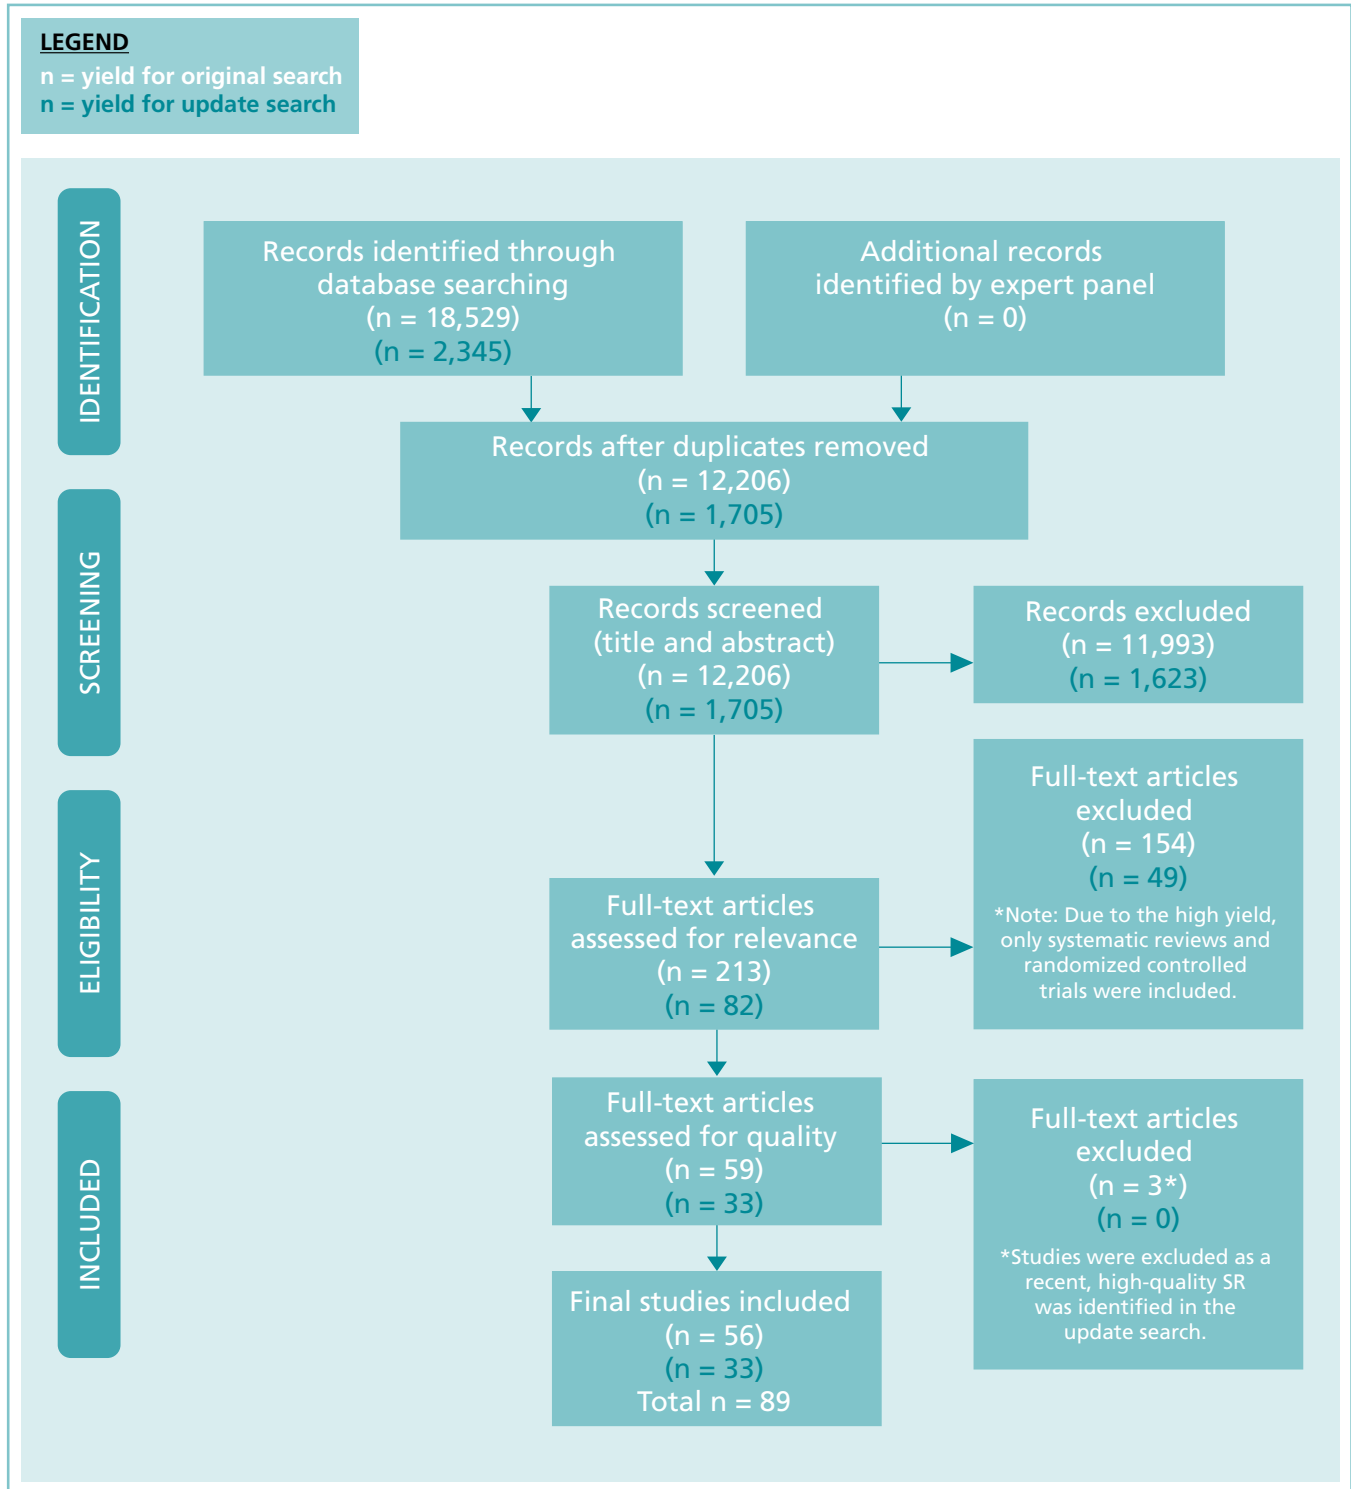 LEGEND
n = yield for original search
n = yield for update search
IDENTIFICATION
Records identified through
database searching
(n = 18,529)
(n = 2,345)
Additional records
identified by expert panel
(n = 0)
Records after duplicates removed
(n = 12,206)
(n = 1,705)
SCREENING
Records screened
(title and abstract)
(n = 12,206)
(n = 1,705)
Records excluded
(n = 11,993)
(n = 1,623)
ELIGIBILITY
Full-text articles
assessed for relevance
(n = 213)
(n = 82)
Full-text articles
excluded
(n = 154)
(n = 49)
*Note: Due to the high yield,
only systematic reviews and
randomized controlled
trials were included.
INCLUDED
Full-text articles
assessed for quality
(n = 59)
(n = 33)
Full-text articles
excluded
(n = 3*)
(n = 0)
*Studies were excluded as a
recent, high-quality SR
was identified in the
update search.
Final studies included
(n = 56)
(n = 33)
Total n = 89